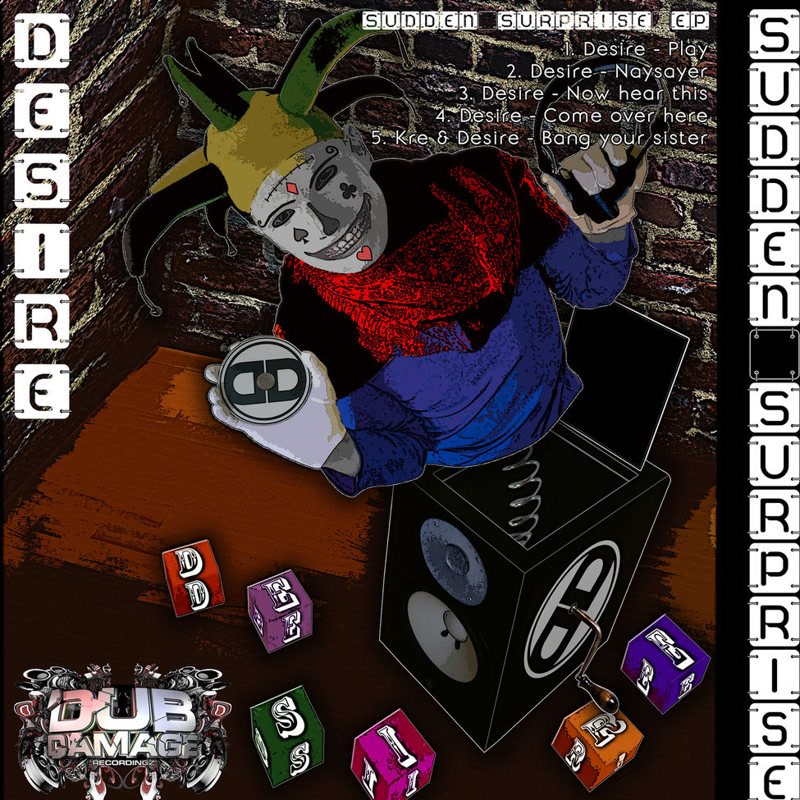 DESIRE
SUDDEN SURPRISE EP
1. Desire - Play
2. Desire - Naysayer
3. Desire - Now hear this
4. Desire - Come over here
5. Kre & Desire - Bang your sister
SUDDEN SURPRISE
DD
D
D
E
E
E
S
S
S
I
I
I
R
R
I
E
E
E
DUB
DAMAGE
RECORDINGZ